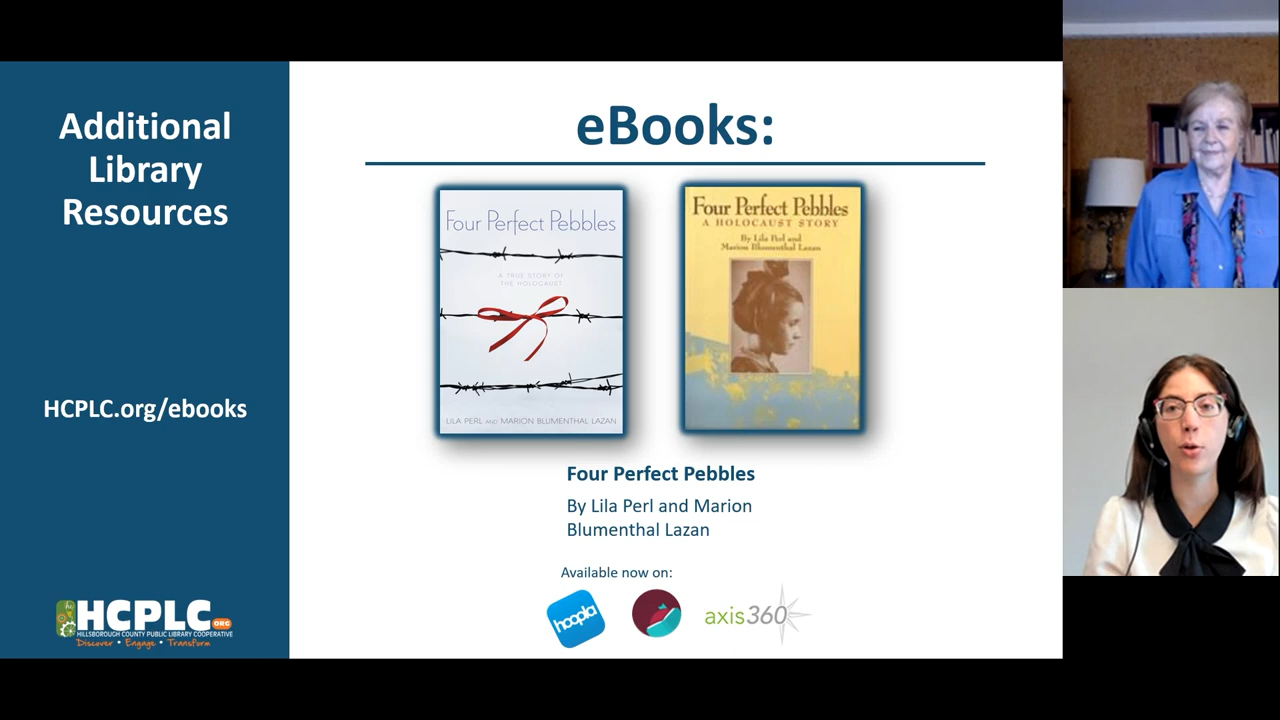 Additional
Library
Resources
HCPLC.org/ebooks
HCPLC
ORG
HILLSBOROUGH COUNTY PUBLIC LIBRARY COOPERATIVE
Discover • Engage • Transform
eBooks:
Four Perfect Pebbles
A TRUE STORY OF
THE HOLOCAUST
LILA PERL AND MARION BLUMENTHAL LAZAN
Four Perfect Pebbles
A HOLOCAUST STORY
By Lila Perl and
Marion Blumenthal Lazan
Four Perfect Pebbles
By Lila Perl and Marion
Blumenthal Lazan
Available now on:
hoopla
axis360